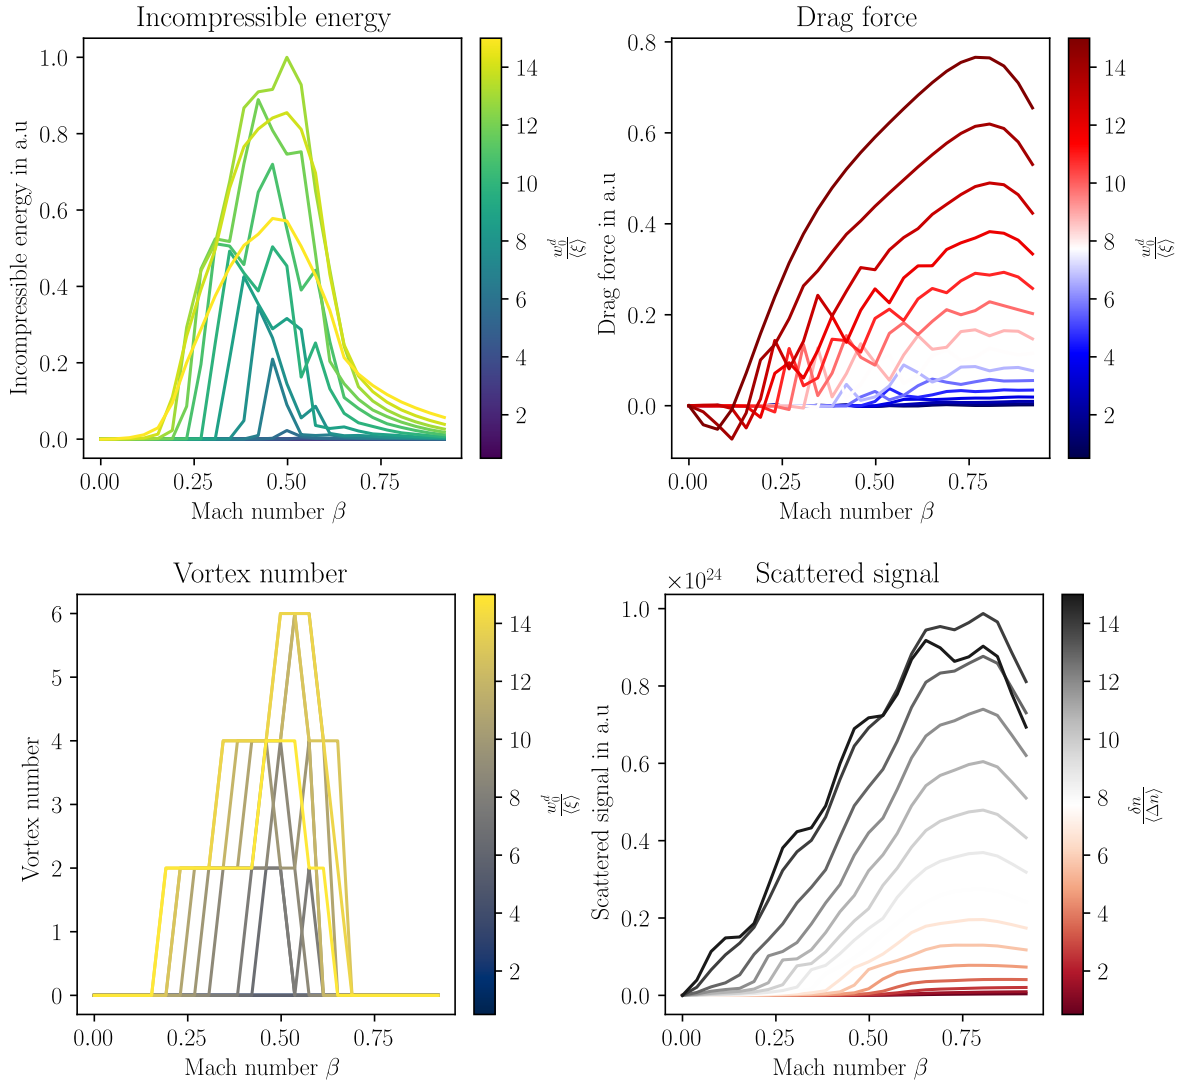 Incompressible energy
Incompressible energy in a.u
1.0
0.8
0.6
0.4
0.2
0.0
0.00 0.25 0.50 0.75
Mach number β
14
12
10
8
6
4
2
w₀ᵈ
⟨ξ⟩
Drag force
Drag force in a.u
0.8
0.6
0.4
0.2
0.0
0.00 0.25 0.50 0.75
Mach number β
14
12
10
8
6
4
2
w₀ᵈ
⟨ξ⟩
Vortex number
Vortex number
6
5
4
3
2
1
0
0.00 0.25 0.50 0.75
Mach number β
14
12
10
8
6
4
2
w₀ᵈ
⟨ξ⟩
×10²⁴ Scattered signal
Scattered signal in a.u
1.0
0.8
0.6
0.4
0.2
0.0
0.00 0.25 0.50 0.75
Mach number β
14
12
10
8
6
4
2
δn
⟨Δn⟩